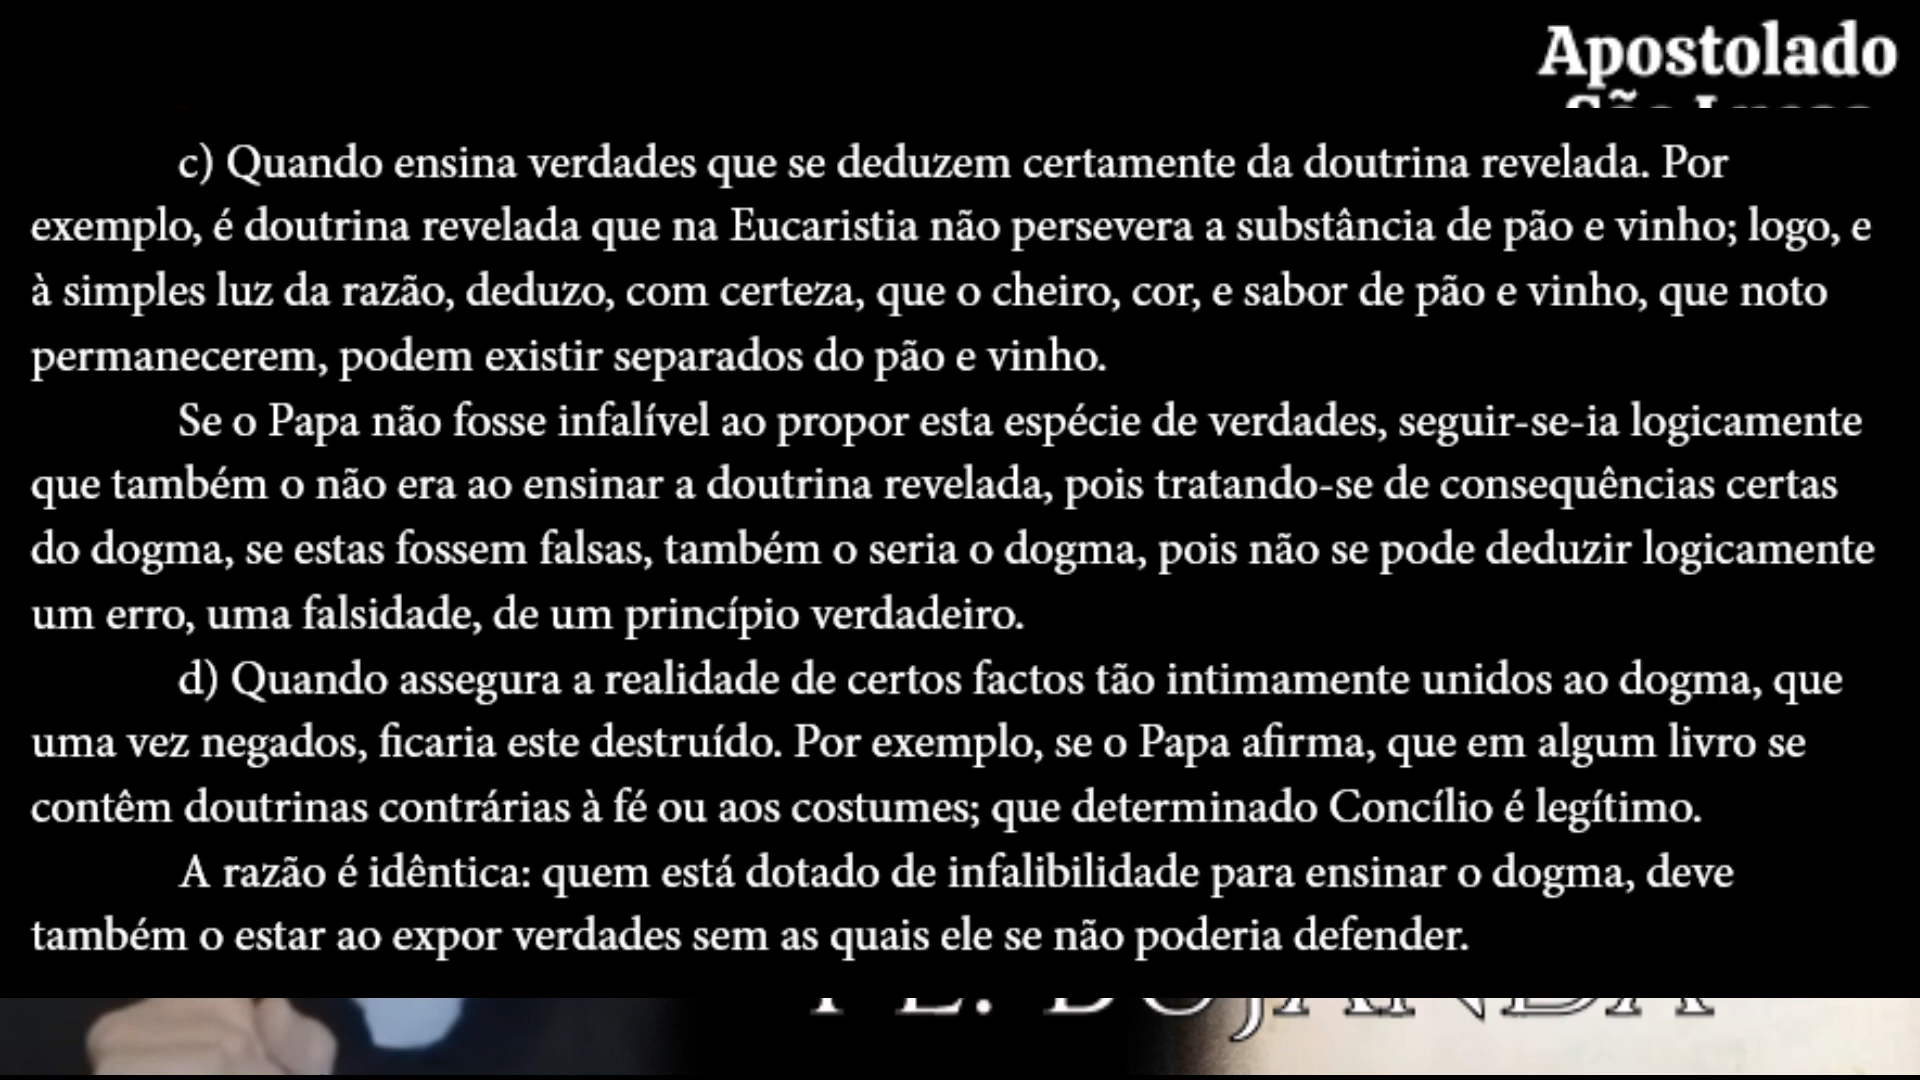 Apostolado
c) Quando ensina verdades que se deduzem certamente da doutrina revelada. Por
exemplo, é doutrina revelada que na Eucaristia não persevera a substância de pão e vinho; logo, e
à simples luz da razão, deduzo, com certeza, que o cheiro, cor, e sabor de pão e vinho, que noto
permanecerem, podem existir separados do pão e vinho.
Se o Papa não fosse infalível ao propor esta espécie de verdades, seguir-se-ia logicamente
que também o não era ao ensinar a doutrina revelada, pois tratando-se de consequências certas
do dogma, se estas fossem falsas, também o seria o dogma, pois não se pode deduzir logicamente
um erro, uma falsidade, de um princípio verdadeiro.
d) Quando assegura a realidade de certos factos tão intimamente unidos ao dogma, que
uma vez negados, ficaria este destruído. Por exemplo, se o Papa afirma, que em algum livro se
contêm doutrinas contrárias à fé ou aos costumes; que determinado Concílio é legítimo.
A razão é idêntica: quem está dotado de infalibilidade para ensinar o dogma, deve
também o estar ao expor verdades sem as quais ele se não poderia defender.